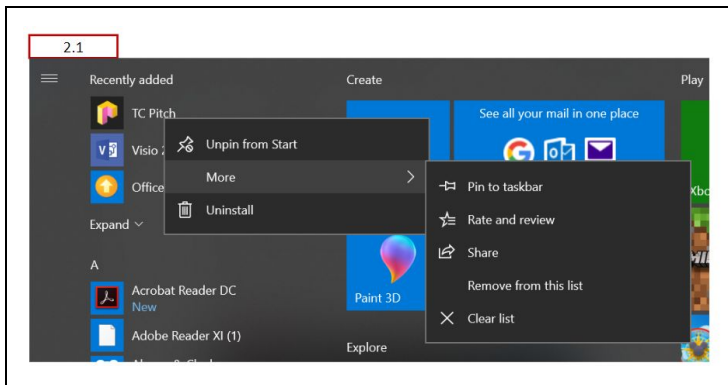 2.1
Recently added
Create
Play
TC Pitch
See all your mail in one place
Visio
Unpin from Start
Office
More
Pin to taskbar
Uninstall
Rate and review
Expand
Share
A
Remove from this list
Acrobat Reader DC
New
Paint 3D
Clear list
Adobe Reader XI (1)
Explore